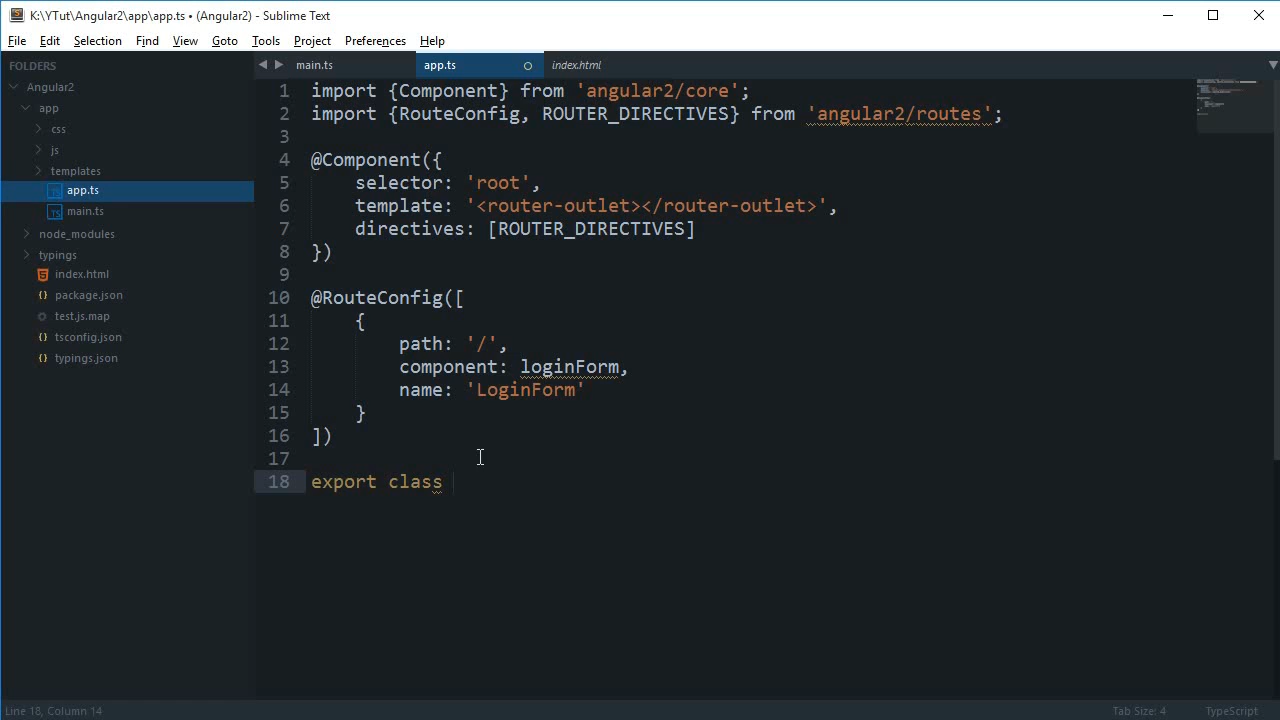 K:\YTut\Angular2\app\app.ts • (Angular2) - Sublime Text
File Edit Selection Find View Goto Tools Project Preferences Help
FOLDERS
Angular2
app
css
js
templates
app.ts
main.ts
node_modules
typings
index.html
package.json
test.js.map
tsconfig.json
typings.json
main.ts app.ts index.html
1 import {Component} from 'angular2/core';
2 import {RouteConfig, ROUTER_DIRECTIVES} from 'angular2/routes';
3
4 @Component({
5     selector: 'root',
6     template: '<router-outlet></router-outlet>',
7     directives: [ROUTER_DIRECTIVES]
8 })
9
10 @RouteConfig([
11     {
12         path: '/',
13         component: loginForm,
14         name: 'LoginForm'
15     }
16 ])
17
18 export class
Line 18, Column 14 Tab Size: 4 TypeScript